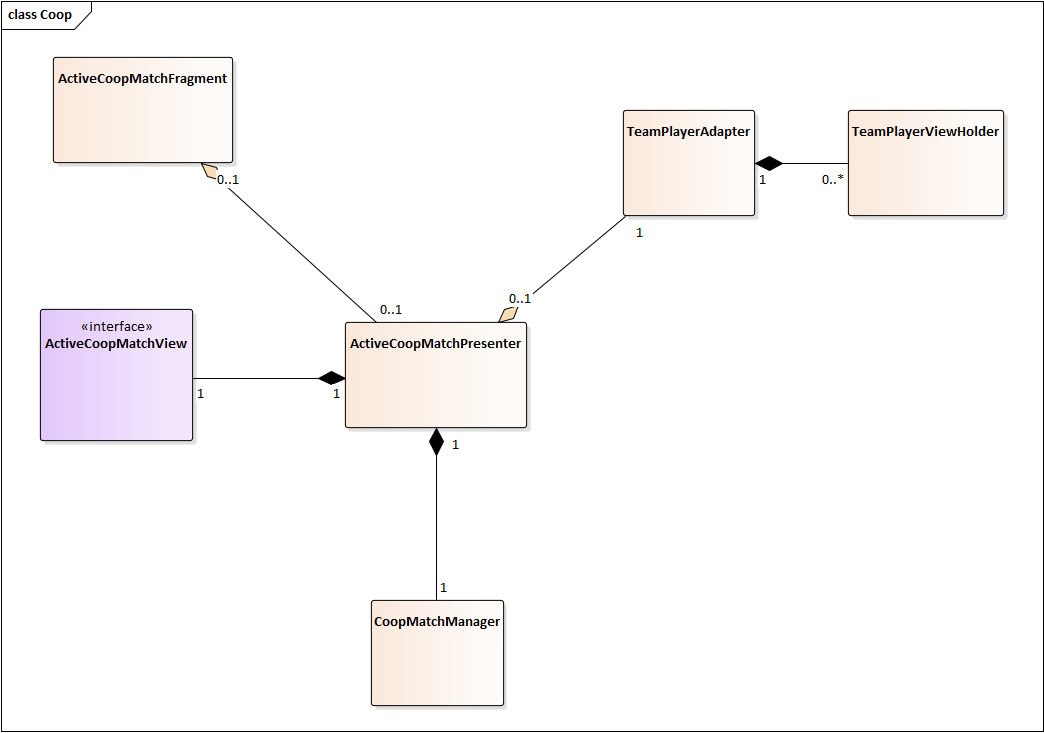 class Coop
ActiveCoopMatchFragment
0..1
TeamPlayerAdapter
TeamPlayerViewHolder
1
0..*
1
0..1
0..1
«interface»
ActiveCoopMatchView
ActiveCoopMatchPresenter
1
1
1
1
CoopMatchManager